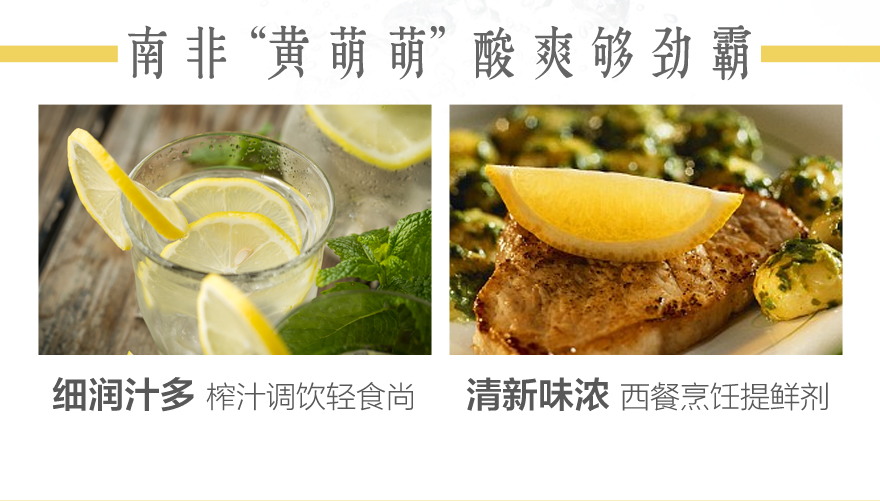 南非“黄萌萌”酸爽够劲霸
细润汁多 榨汁调饮轻食尚
清新味浓 西餐烹饪提鲜剂